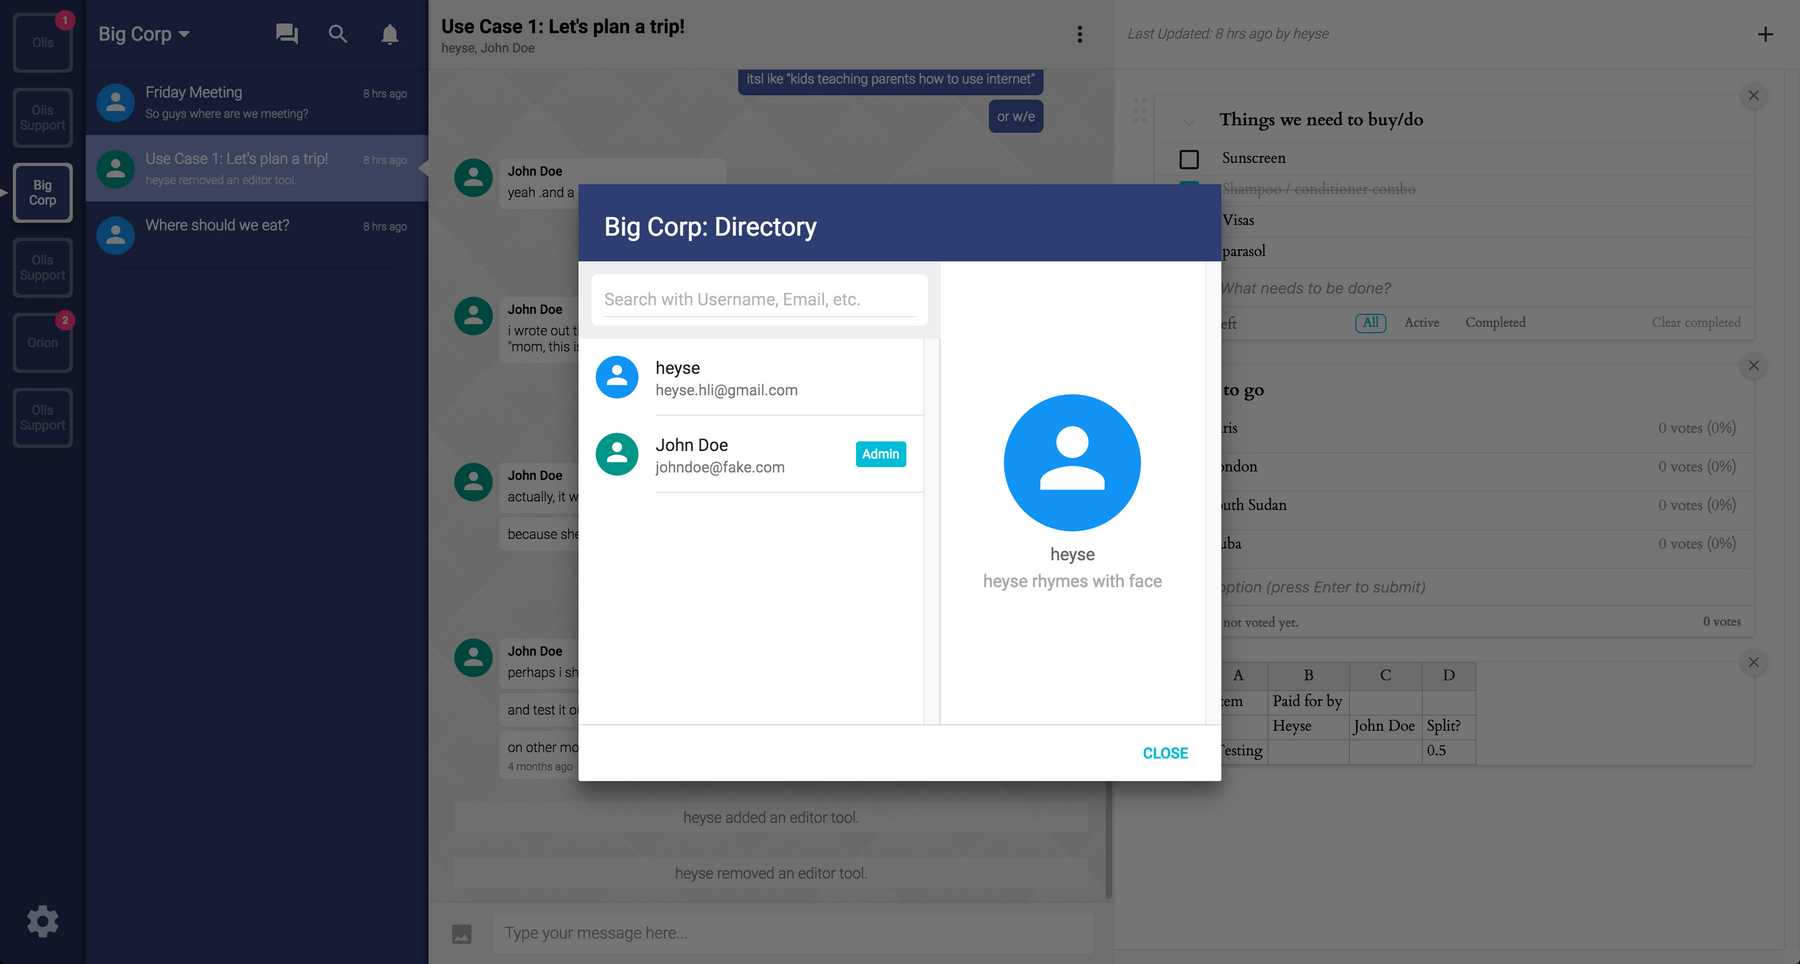 Olis
1
Olis
Support
Big
Corp
Olis
Support
Orion
2
Olis
Support
Big Corp
Friday Meeting
8 hrs ago
So guys where are we meeting?
Use Case 1: Let's plan a trip!
8 hrs ago
heyse removed an editor tool.
Where should we eat?
8 hrs ago
Use Case 1: Let's plan a trip!
heyse, John Doe
itsl ike "kids teaching parents how to use internet"
or w/e
John Doe
yeah .and a
John Doe
i wrote out t
"mom, this is
John Doe
actually, it w
because she
John Doe
perhaps i sh
and test it o
on other mo
4 months ago
heyse added an editor tool.
heyse removed an editor tool.
Type your message here...
Big Corp: Directory
Search with Username, Email, etc.
heyse
heyse.hli@gmail.com
John Doe
johndoe@fake.com
Admin
heyse
heyse rhymes with face
CLOSE
Last Updated: 8 hrs ago by heyse
Things we need to buy/do
Sunscreen
Shampoo / conditioner combo
Visas
parasol
What needs to be done?
eft
All
Active
Completed
Clear completed
to go
ris
0 votes (0%)
ondon
0 votes (0%)
uth Sudan
0 votes (0%)
uba
0 votes (0%)
option (press Enter to submit)
not voted yet.
0 votes
A B C D
tem Paid for by
Heyse John Doe Split?
Testing 0.5